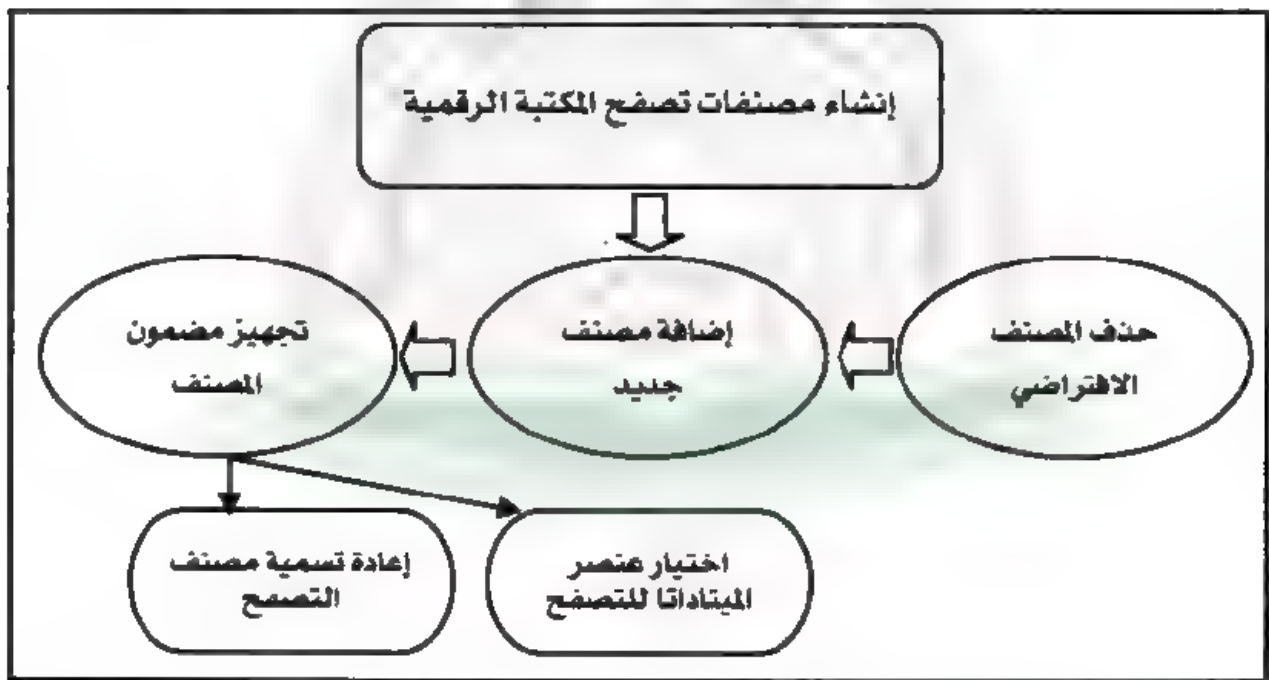 إنشاء مصنفات تصفح المكتبة الرقمية
حذف المصنف
الافتراضي
إضافة مصنف
جديد
تجهيز مضمون
المصنف
اختيار عنصر
الميتاداتا للتصفح
إعادة تسمية مصنف
التصفح